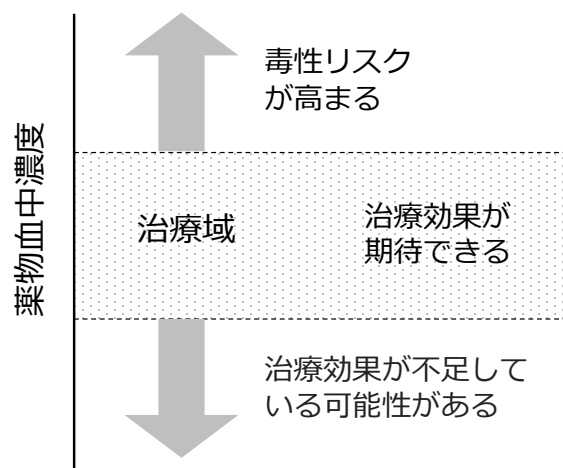 薬物血中濃度
毒性リスク
が高まる
治療域
治療効果が
期待できる
治療効果が不足して
いる可能性がある